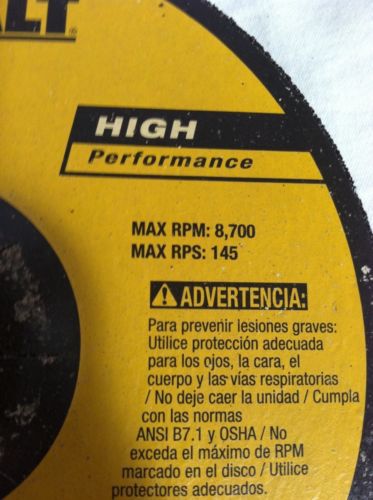 ALT®
HIGH
Performance
MAX RPM: 8,700
MAX RPS: 145
⚠ ADVERTENCIA:
Para prevenir lesiones graves:
Utilice protección adecuada
para los ojos, la cara, el
cuerpo y las vías respiratorias
/ No deje caer la unidad / Cumpla
con las normas
ANSI B7.1 y OSHA / No
exceda el máximo de RPM
marcado en el disco / Utilice
protectores adecuados.